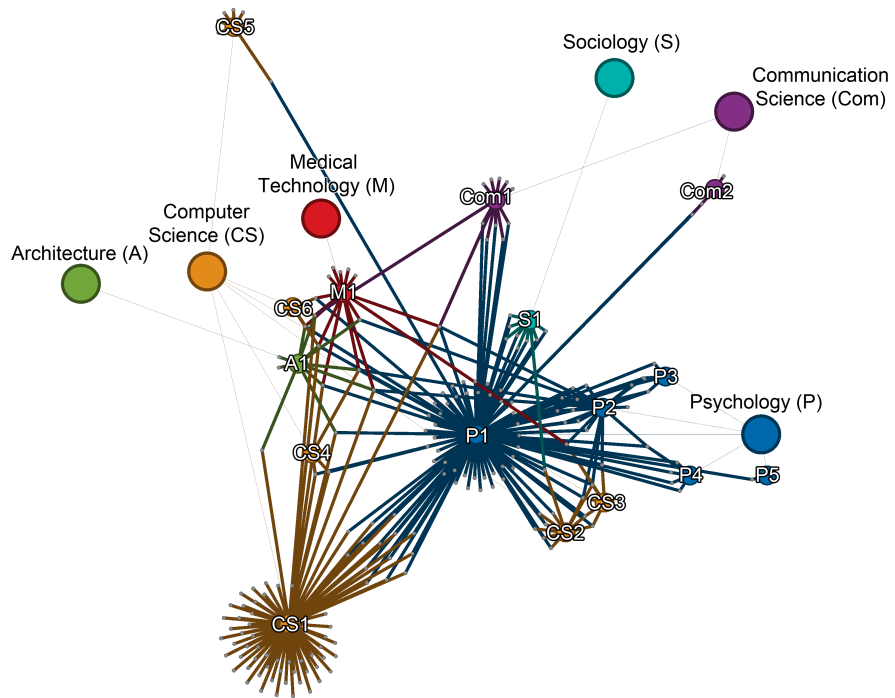 CS5
Sociology (S)
Communication
Science (Com)
Medical
Technology (M)
Com1
Com2
Computer
Science (CS)
Architecture (A)
M1
CS6
S1
A1
P3
Psychology (P)
P2
P1
CS4
P4
P5
CS3
CS2
CS1